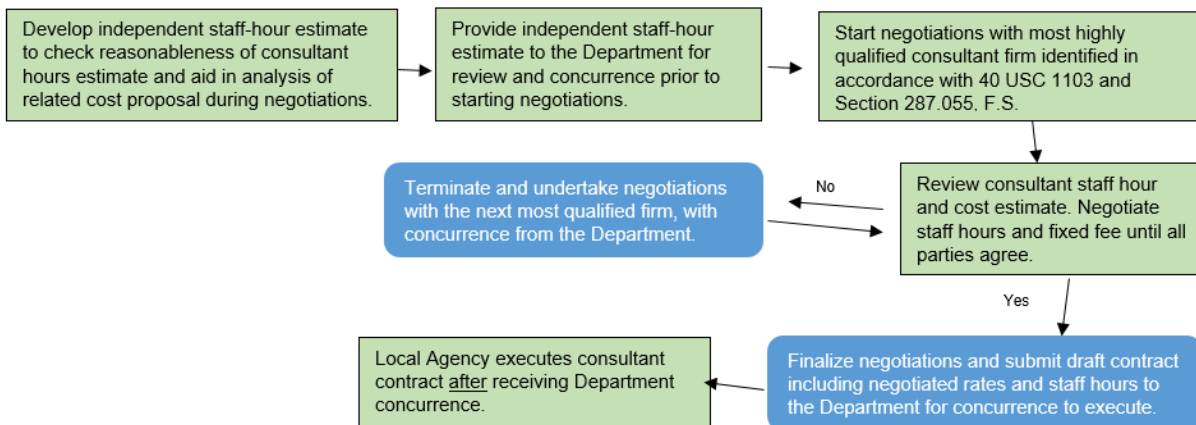 Develop independent staff-hour estimate
to check reasonableness of consultant
hours estimate and aid in analysis of
related cost proposal during negotiations.
Provide independent staff-hour
estimate to the Department for
review and concurrence prior to
starting negotiations.
Start negotiations with most highly
qualified consultant firm identified in
accordance with 40 USC 1103 and
Section 287.055, F.S.
Terminate and undertake negotiations
with the next most qualified firm, with
concurrence from the Department.
No
Review consultant staff hour
and cost estimate. Negotiate
staff hours and fixed fee until all
parties agree.
Yes
Local Agency executes consultant
contract after receiving Department
concurrence.
Finalize negotiations and submit draft contract
including negotiated rates and staff hours to
the Department for concurrence to execute.